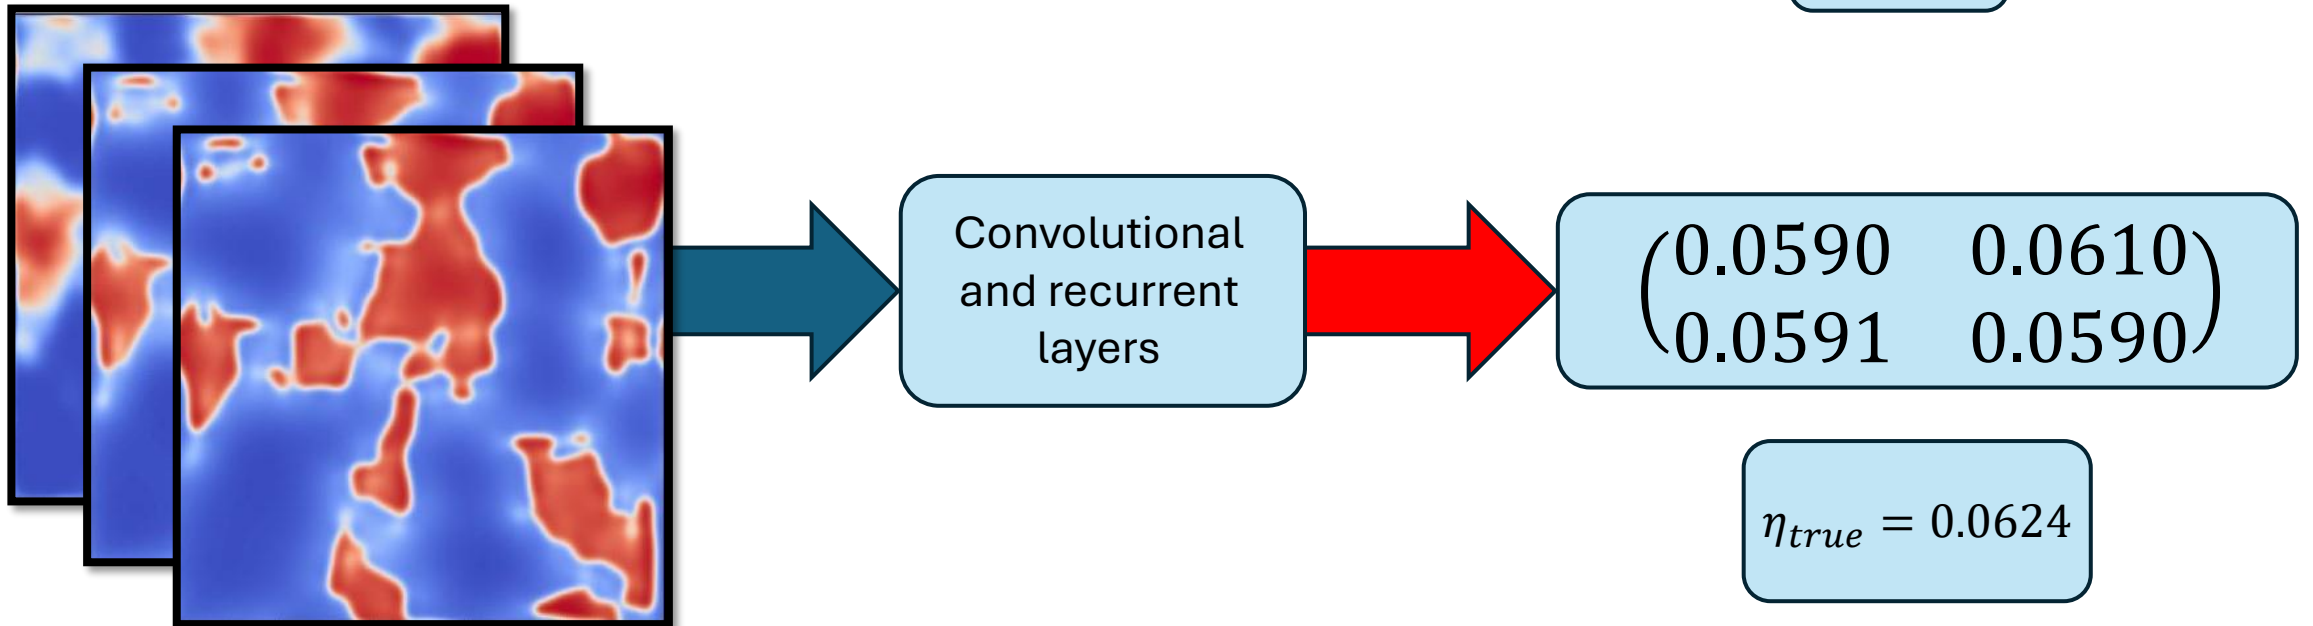 Convolutional
and recurrent
layers
(0.0590 0.0610
0.0591 0.0590)
η_true = 0.0624